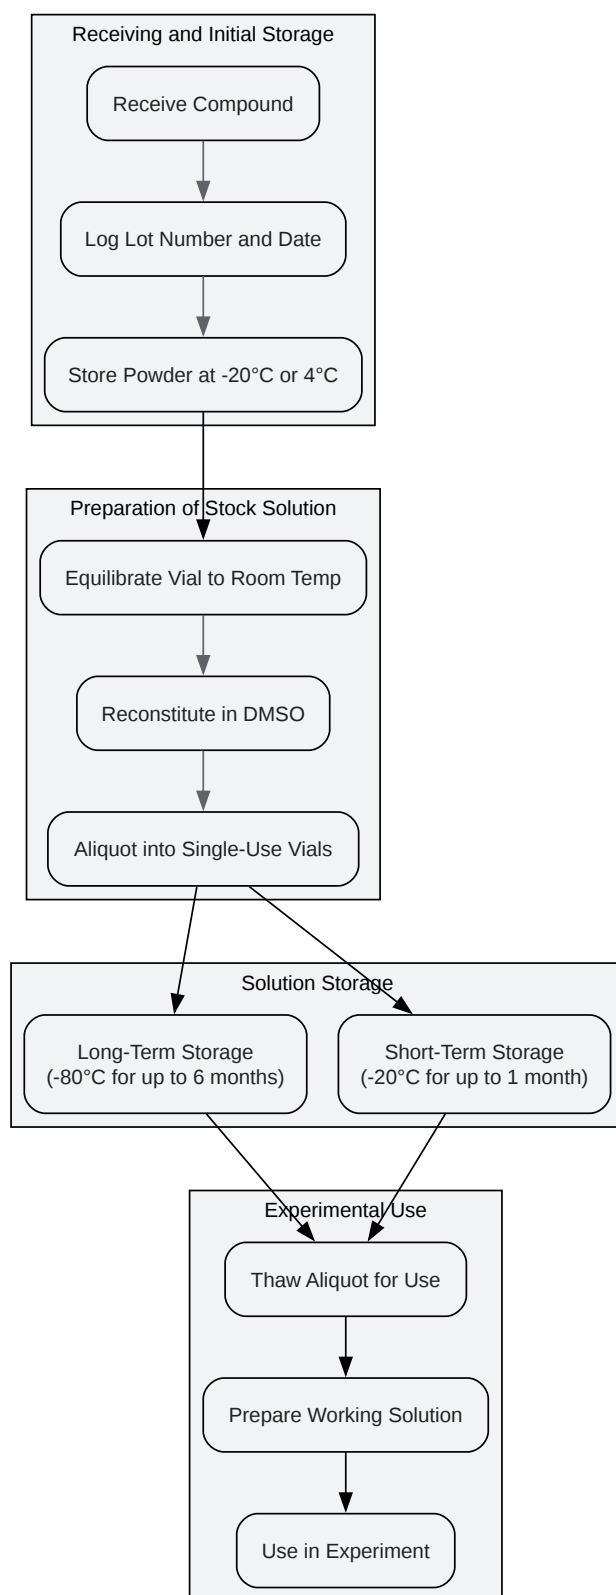 Receiving and Initial Storage
Receive Compound
Log Lot Number and Date
Store Powder at -20°C or 4°C
Preparation of Stock Solution
Equilibrate Vial to Room Temp
Reconstitute in DMSO
Aliquot into Single-Use Vials
Solution Storage
Long-Term Storage
(-80°C for up to 6 months)
Short-Term Storage
(-20°C for up to 1 month)
Experimental Use
Thaw Aliquot for Use
Prepare Working Solution
Use in Experiment